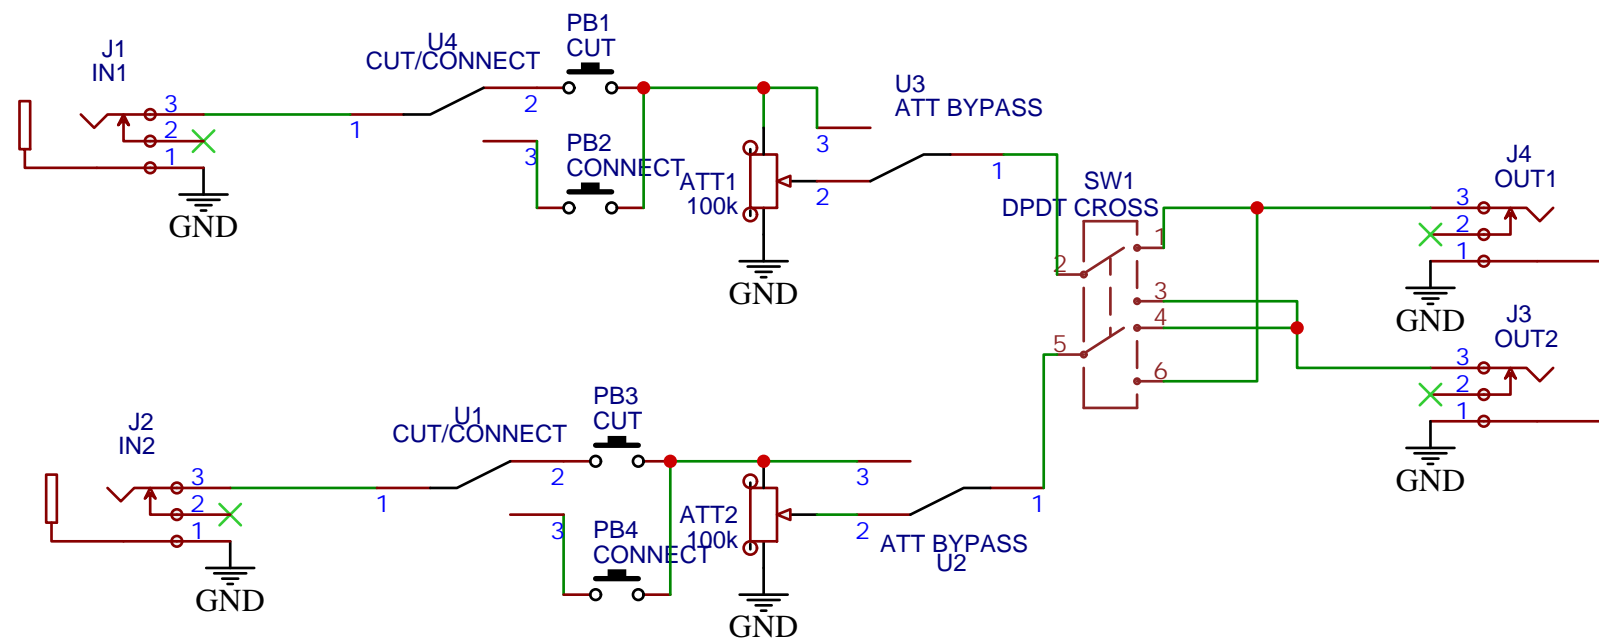 J1
IN1
3
2
1
GND
U4
CUT/CONNECT
1
2
3
PB1
CUT
PB2
CONNECT
ATT1
100k
GND
U3
ATT BYPASS
3
2
1
SW1
DPDT CROSS
1
2
3
4
5
6
J4
OUT1
3
2
1
GND
J3
OUT2
3
2
1
GND
J2
IN2
3
2
1
GND
U1
CUT/CONNECT
1
2
3
PB3
CUT
PB4
CONNECT
ATT2
100k
GND
3
2
1
ATT BYPASS
U2